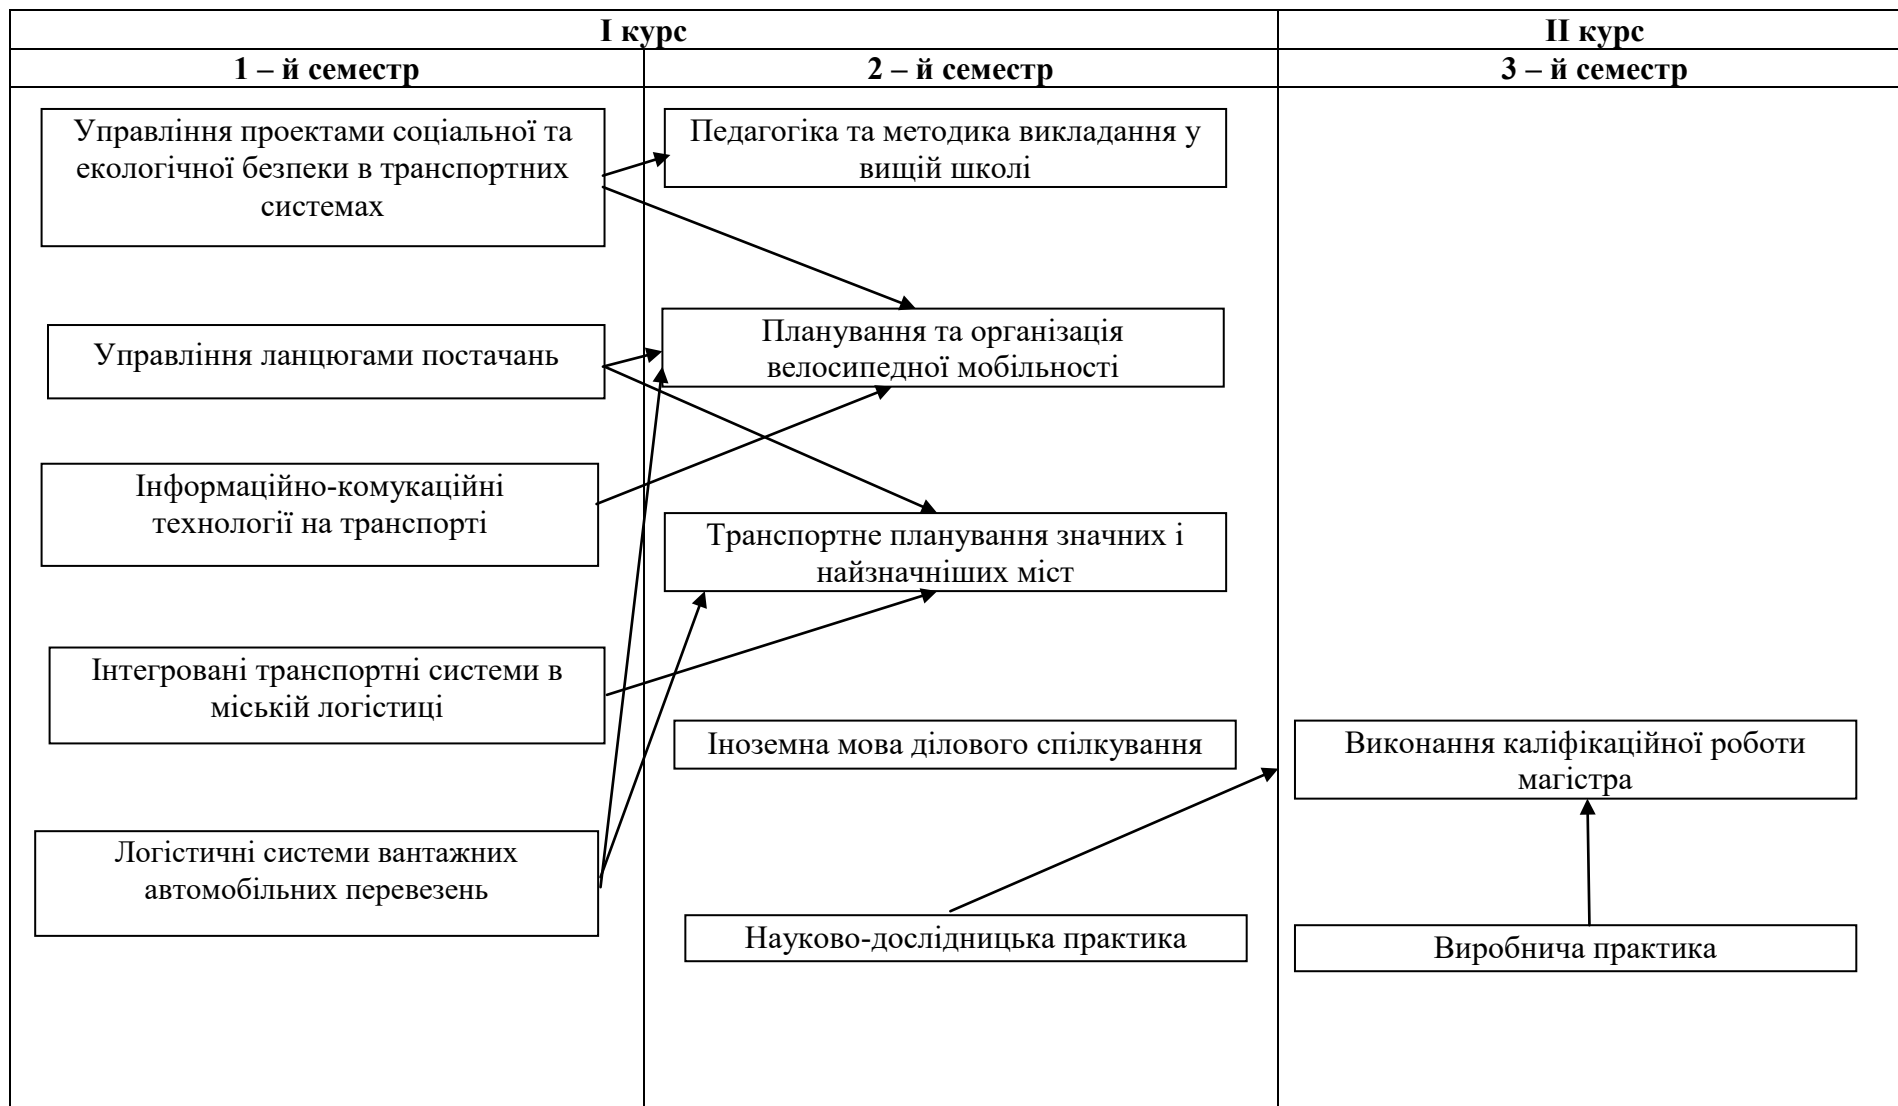 І курс
ІІ курс
1 – й семестр
2 – й семестр
3 – й семестр
Управління проектами соціальної та
екологічної безпеки в транспортних
системах
Управління ланцюгами постачань
Інформаційно-комукаційні
технології на транспорті
Інтегровані транспортні системи в
міській логістиці
Логістичні системи вантажних
автомобільних перевезень
Педагогіка та методика викладання у
вищій школі
Планування та організація
велосипедної мобільності
Транспортне планування значних і
найзначніших міст
Іноземна мова ділового спілкування
Науково-дослідницька практика
Виконання каліфікаційної роботи
магістра
Виробнича практика